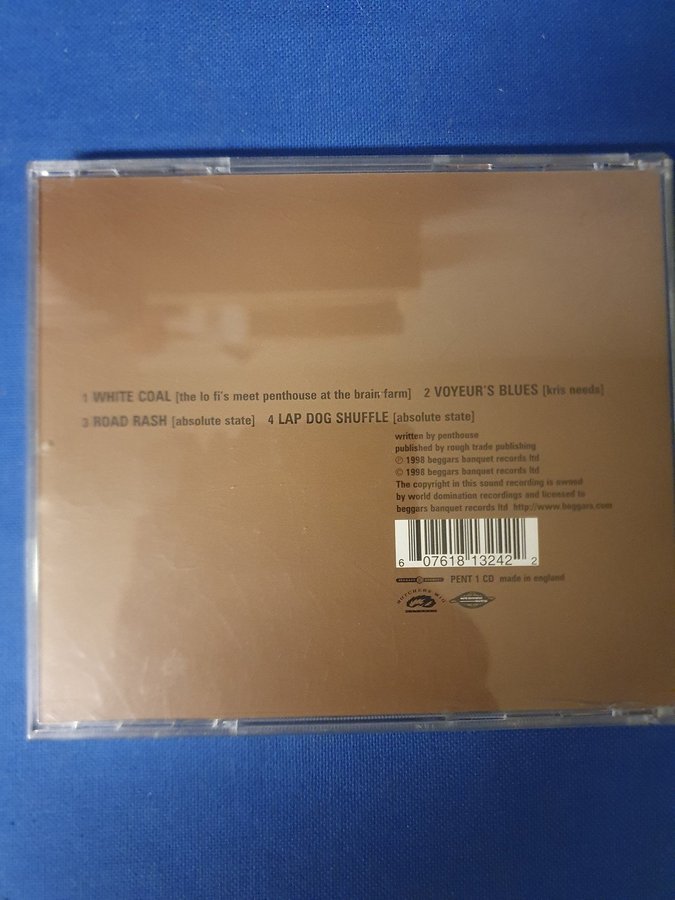 1 WHITE COAL [the lo fi's meet penthouse at the brain farm] 2 VOYEUR'S BLUES [kris needs]
3 ROAD RASH [absolute state] 4 LAP DOG SHUFFLE [absolute state]
written by penthouse
published by rough trade publishing
℗ 1998 beggars banquet records ltd
© 1998 beggars banquet records ltd
The copyright in this sound recording is owned
by world domination recordings and licensed to
beggars banquet records ltd http://www.beggars.com
6 07618 13242 2
PENT 1 CD made in england
BUTCHERS WIG